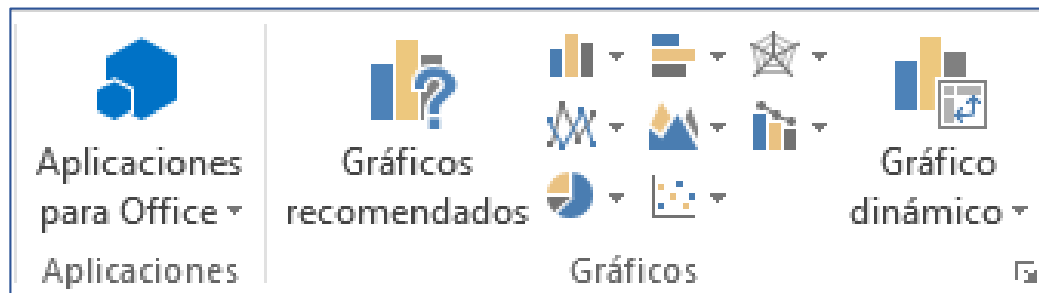 Aplicaciones
para Office
Aplicaciones
Gráficos
recomendados
Gráfico
dinámico
Gráficos